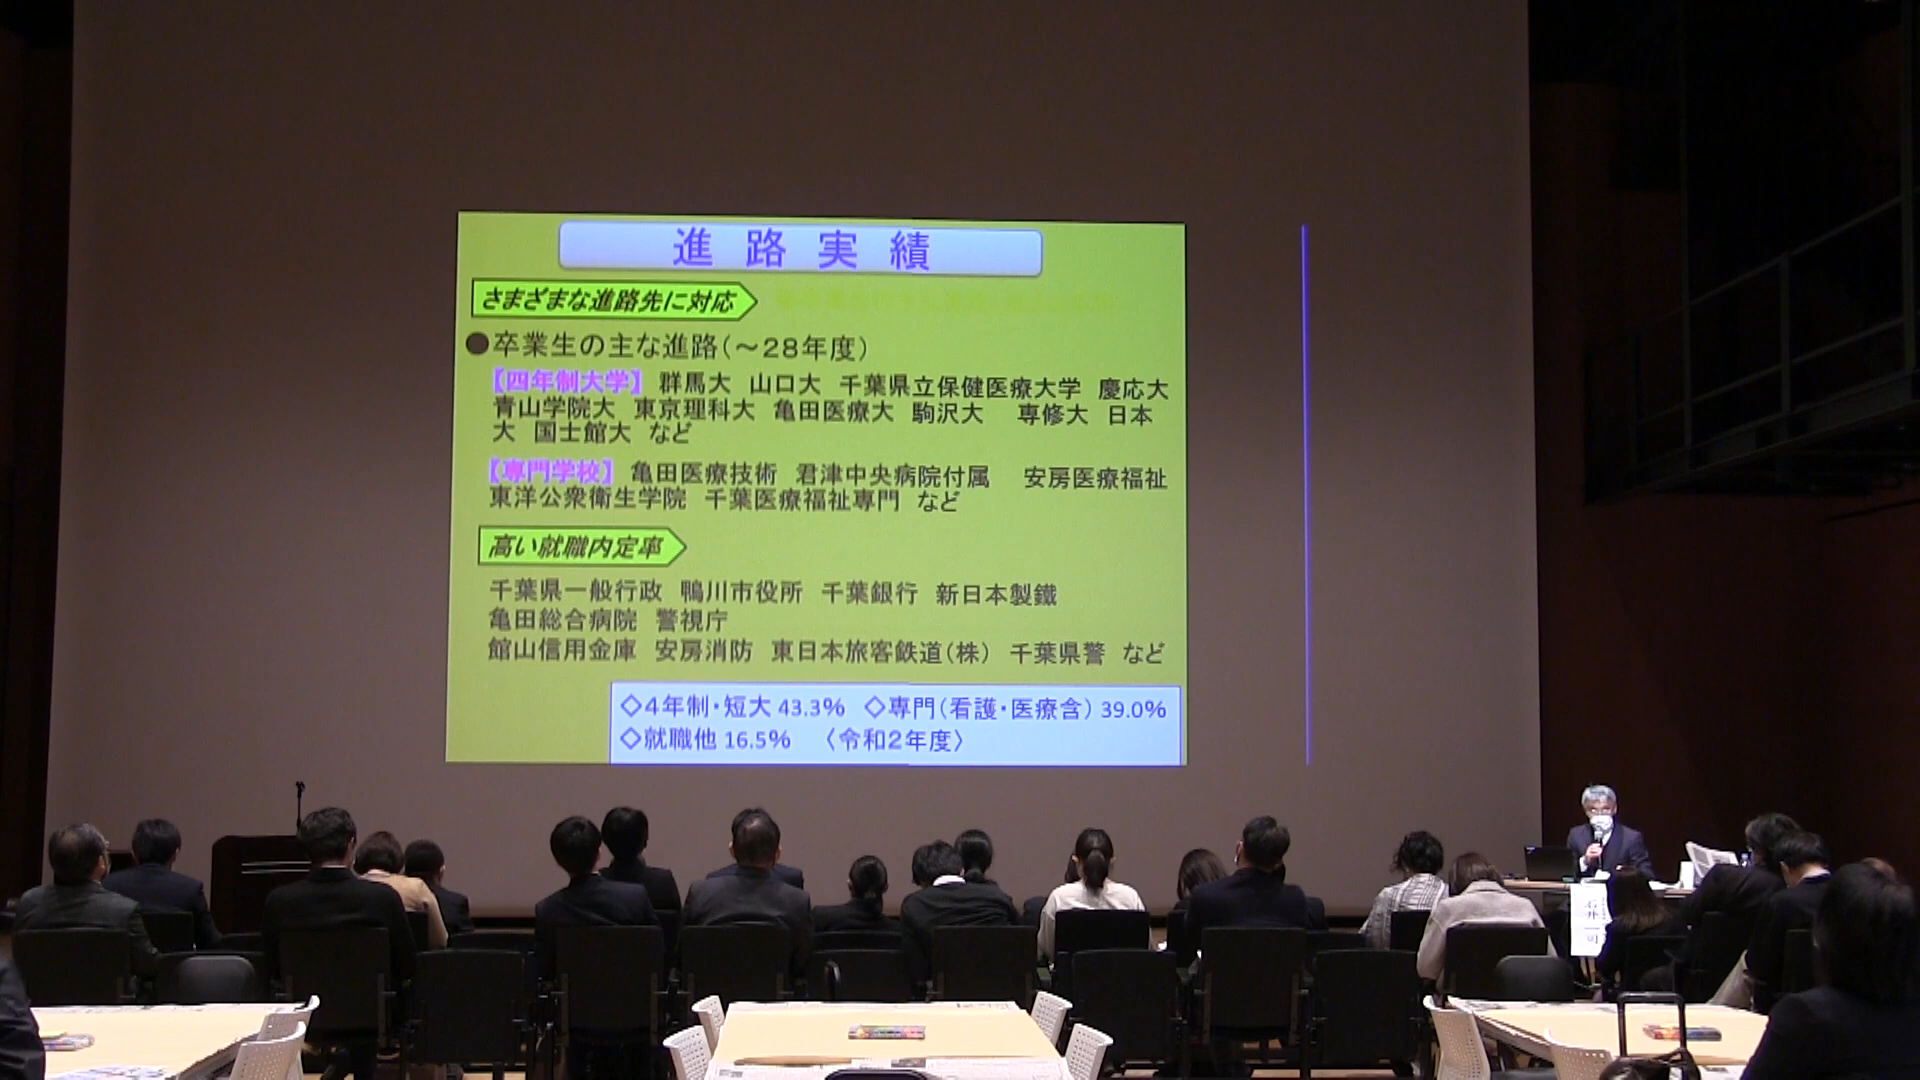 進路実績
さまざまな進路先に対応
●卒業生の主な進路(～28年度)
【四年制大学】 群馬大 山口大 千葉県立保健医療大学 慶応大
青山学院大 東京理科大 亀田医療大 駒沢大 専修大 日本
大 国士館大 など
【専門学校】 亀田医療技術 君津中央病院付属 安房医療福祉
東洋公衆衛生学院 千葉医療福祉専門 など
高い就職内定率
千葉県一般行政 鴨川市役所 千葉銀行 新日本製鐵
亀田総合病院 警視庁
館山信用金庫 安房消防 東日本旅客鉄道(株) 千葉県警 など
◇4年制・短大 43.3% ◇専門(看護・医療含) 39.0%
◇就職他 16.5% 〈令和2年度〉
石井一司